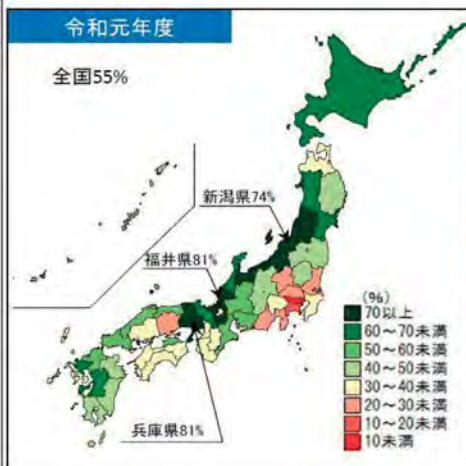 令和元年度
全国55%
新潟県74%
福井県81%
兵庫県81%
(%)
70以上
60～70未満
50～60未満
40～50未満
30～40未満
20～30未満
10～20未満
10未満